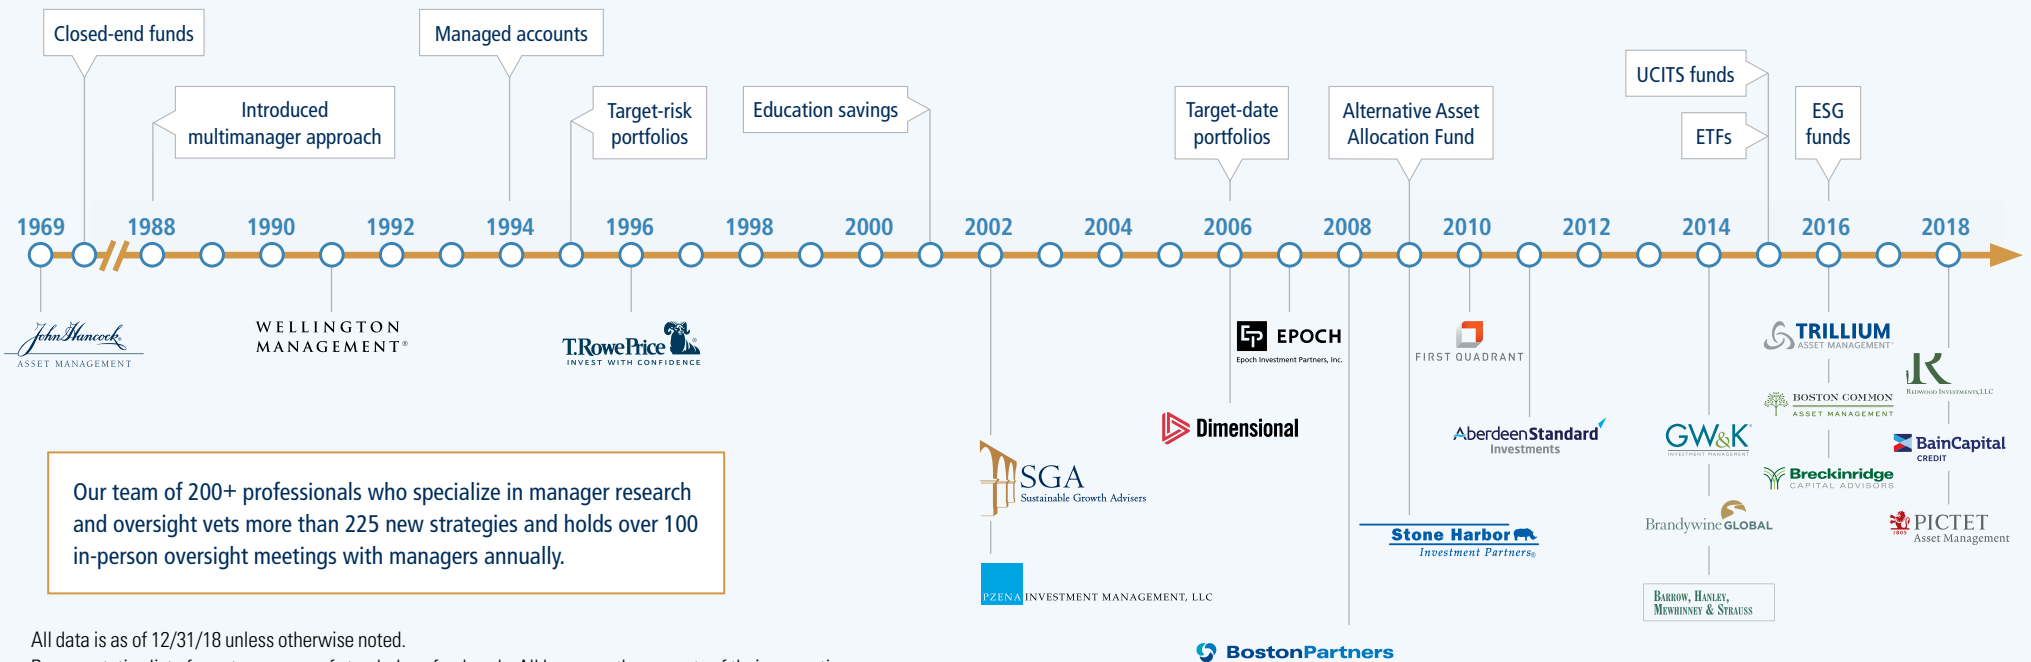 Closed-end funds
Managed accounts
UCITS funds
Introduced
multimanager approach
Target-risk
portfolios
Education savings
Target-date
portfolios
Alternative Asset
Allocation Fund
ETFs
ESG
funds
1969 1988 1990 1992 1994 1996 1998 2000 2002 2004 2006 2008 2010 2012 2014 2016 2018
John Hancock®
ASSET MANAGEMENT
WELLINGTON
MANAGEMENT®
T.RowePrice
INVEST WITH CONFIDENCE
EP EPOCH
Epoch Investment Partners, Inc.
FIRST QUADRANT
TRILLIUM
ASSET MANAGEMENT
R
REDWOOD INVESTMENTS, LLC
BOSTON COMMON
ASSET MANAGEMENT
Dimensional
AberdeenStandard
Investments
GW&K
INVESTMENT MANAGEMENT
BainCapital
CREDIT
SGA
Sustainable Growth Advisers
Breckinridge
CAPITAL ADVISORS
BrandywineGLOBAL
1805 PICTET
Asset Management
Stone Harbor
Investment Partners®
PZENA INVESTMENT MANAGEMENT, LLC
BARROW, HANLEY,
MEWHINNEY & STRAUSS
BostonPartners
Our team of 200+ professionals who specialize in manager research
and oversight vets more than 225 new strategies and holds over 100
in-person oversight meetings with managers annually.
All data is as of 12/31/18 unless otherwise noted.